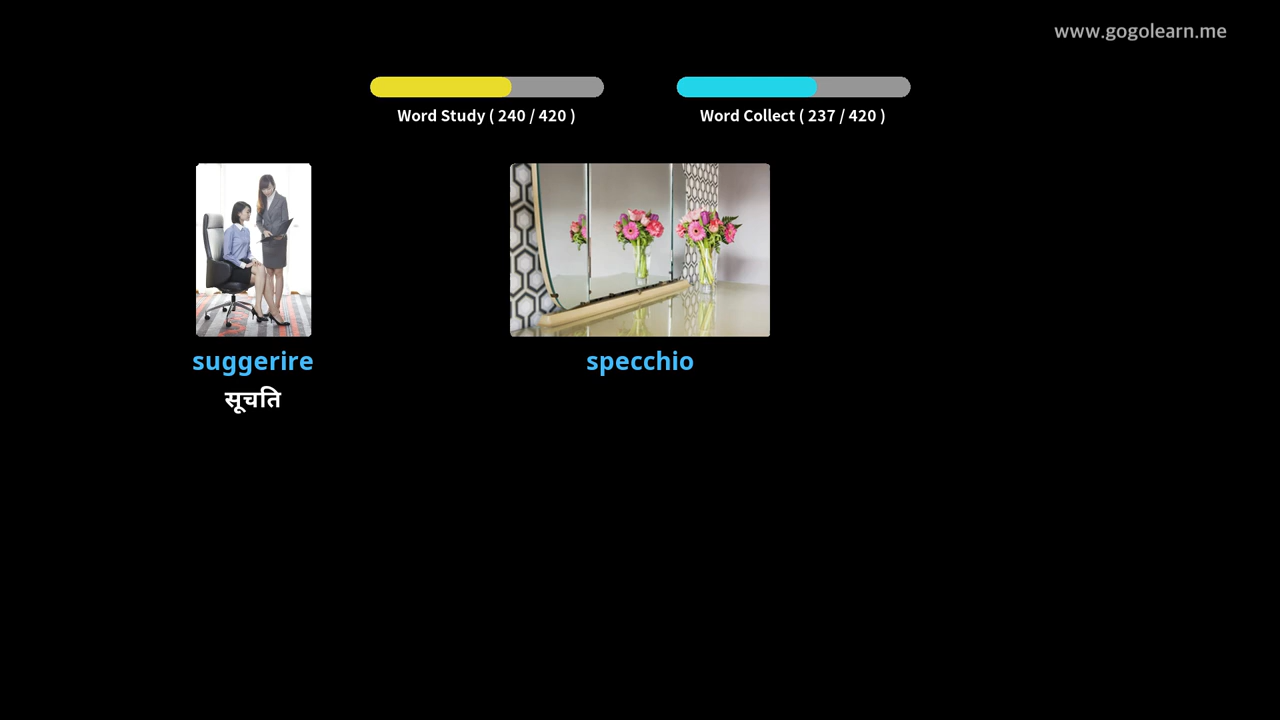 www.gogolearn.me
Word Study ( 240 / 420 )
Word Collect ( 237 / 420 )
suggerire
specchio
सूचति